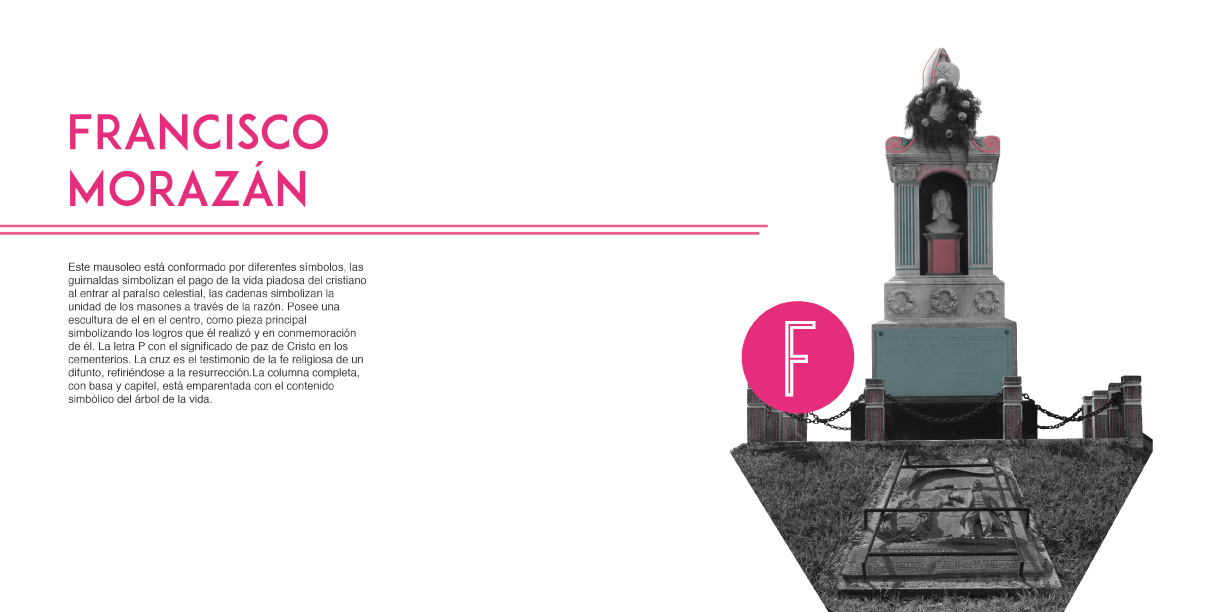 FRANCISCO
MORAZÁN
Este mausoleo está conformado por diferentes símbolos, las
guirnaldas simbolizan el pago de la vida piadosa del cristiano
al entrar al paraíso celestial, las cadenas simbolizan la
unidad de los masones a través de la razón. Posee una
escultura de el en el centro, como pieza principal
simbolizando los logros que él realizó y en conmemoración
de él. La letra P con el significado de paz de Cristo en los
cementerios. La cruz es el testimonio de la fe religiosa de un
difunto, refiriéndose a la resurrección.La columna completa,
con basa y capitel, está emparentada con el contenido
simbólico del árbol de la vida.
F